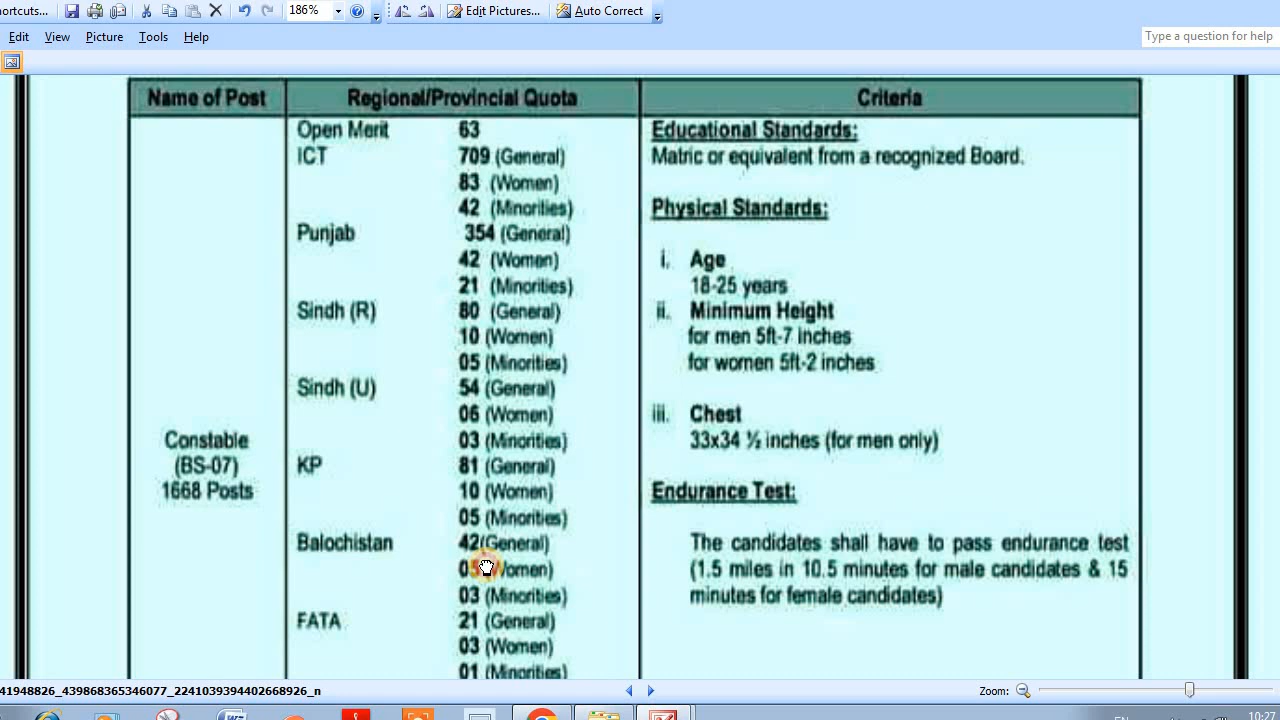 ortcuts...
186%
Edit Pictures...
Auto Correct
Edit View Picture Tools Help
Type a question for help
Name of Post Regional/Provincial Quota Criteria
Open Merit 63
ICT 709 (General)
83 (Women)
42 (Minorities)
Punjab 354 (General)
42 (Women)
21 (Minorities)
Sindh (R) 80 (General)
10 (Women)
05 (Minorities)
Sindh (U) 54 (General)
06 (Women)
03 (Minorities)
KP 81 (General)
10 (Women)
05 (Minorities)
Balochistan 42(General)
05 Women)
03 (Minorities)
FATA 21 (General)
03 (Women)
01 (Minorities)
Constable
(BS-07)
1668 Posts
Educational Standards:
Matric or equivalent from a recognized Board.
Physical Standards:
i. Age
18-25 years
ii. Minimum Height
for men 5ft-7 inches
for women 5ft-2 inches
iii. Chest
33x34 ½ inches (for men only)
Endurance Test:
The candidates shall have to pass endurance test
(1.5 miles in 10.5 minutes for male candidates & 15
minutes for female candidates)
41948826_439868365346077_2241039394402668926_n
Zoom:
EN
10:27